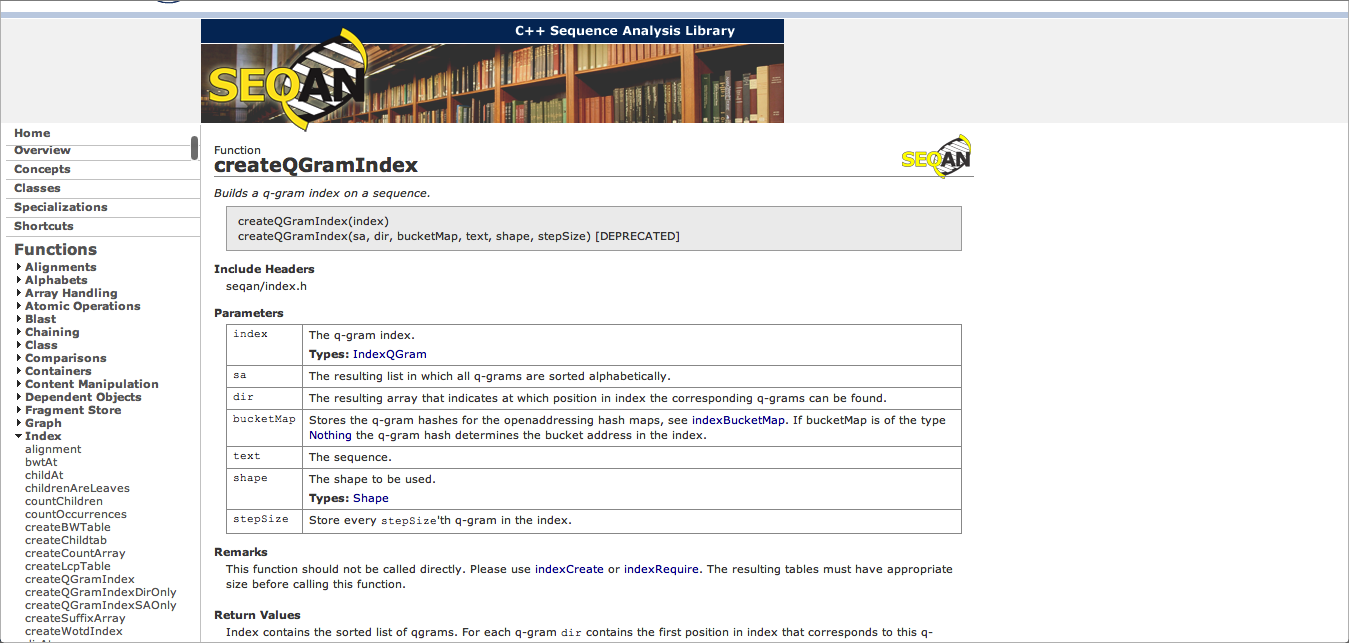 C++ Sequence Analysis Library
SEQAN
Home
Overview
Concepts
Classes
Specializations
Shortcuts
Functions
Alignments
Alphabets
Array Handling
Atomic Operations
Blast
Chaining
Class
Comparisons
Containers
Content Manipulation
Dependent Objects
Fragment Store
Graph
Index
alignment
bwtAt
childAt
childrenAreLeaves
countChildren
countOccurrences
createBWTable
createChildtab
createCountArray
createLcpTable
createQGramIndex
createQGramIndexDirOnly
createQGramIndexSAOnly
createSuffixArray
createWotdIndex
Function
createQGramIndex
SEQAN
Builds a q-gram index on a sequence.
createQGramIndex(index)
createQGramIndex(sa, dir, bucketMap, text, shape, stepSize) [DEPRECATED]
Include Headers
seqan/index.h
Parameters
index The q-gram index.
Types: IndexQGram
sa The resulting list in which all q-grams are sorted alphabetically.
dir The resulting array that indicates at which position in index the corresponding q-grams can be found.
bucketMap Stores the q-gram hashes for the openaddressing hash maps, see indexBucketMap. If bucketMap is of the type
Nothing the q-gram hash determines the bucket address in the index.
text The sequence.
shape The shape to be used.
Types: Shape
stepSize Store every stepSize'th q-gram in the index.
Remarks
This function should not be called directly. Please use indexCreate or indexRequire. The resulting tables must have appropriate
size before calling this function.
Return Values
Index contains the sorted list of qgrams. For each q-gram dir contains the first position in index that corresponds to this q-